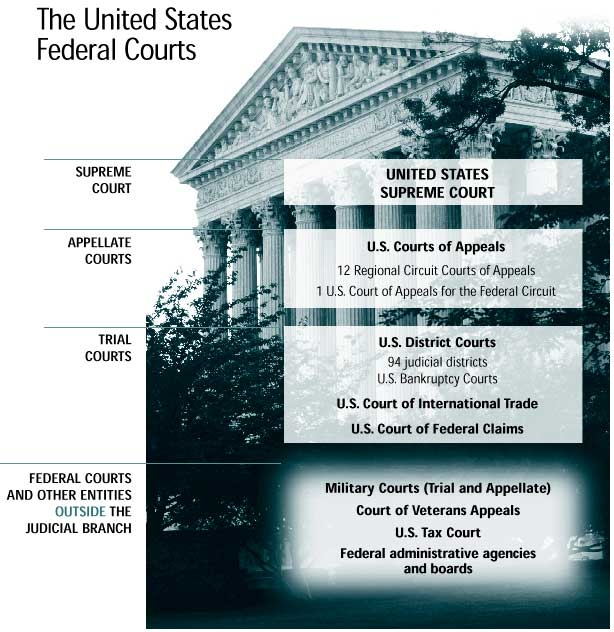 The United States
Federal Courts
SUPREME
COURT
UNITED STATES
SUPREME COURT
APPELLATE
COURTS
U.S. Courts of Appeals
12 Regional Circuit Courts of Appeals
1 U.S. Court of Appeals for the Federal Circuit
TRIAL
COURTS
U.S. District Courts
94 judicial districts
U.S. Bankruptcy Courts
U.S. Court of International Trade
U.S. Court of Federal Claims
FEDERAL COURTS
AND OTHER ENTITIES
OUTSIDE THE
JUDICIAL BRANCH
Military Courts (Trial and Appellate)
Court of Veterans Appeals
U.S. Tax Court
Federal administrative agencies
and boards